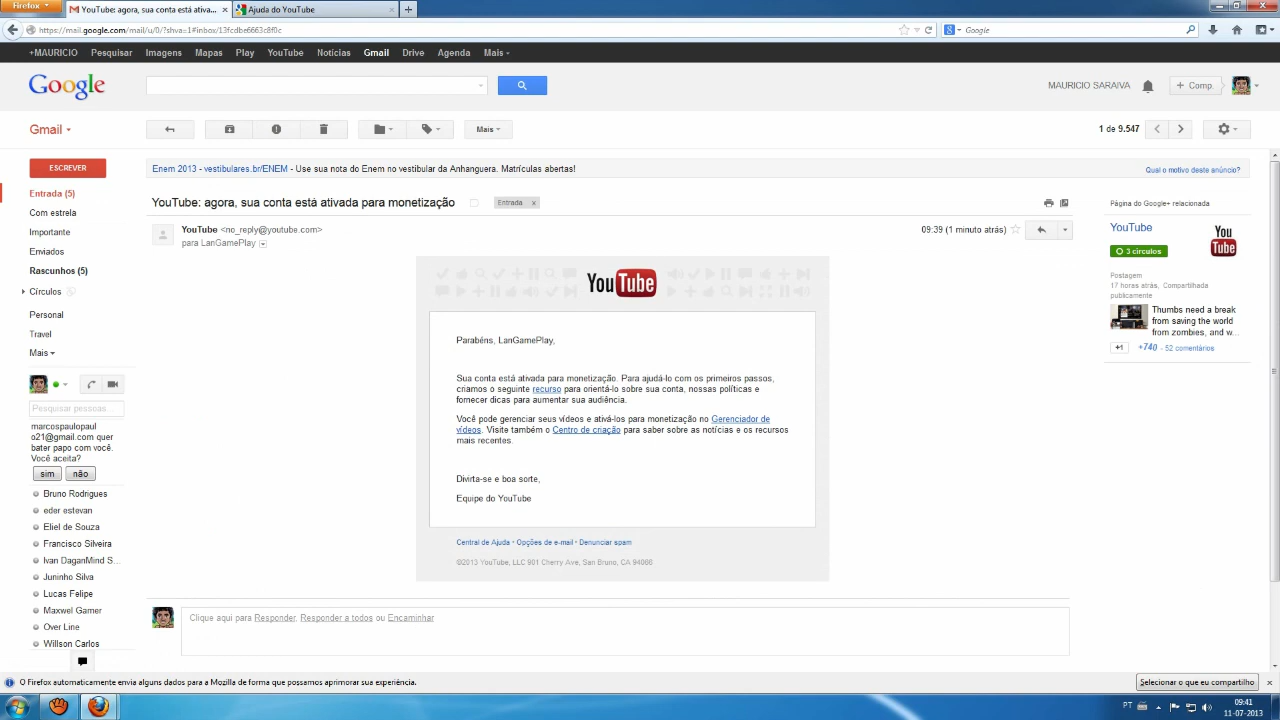 Firefox
YouTube: agora, sua conta está ativa...
Ajuda do YouTube
https://mail.google.com/mail/u/0/?shva=1#inbox/13fcdbe6663c8f0c
Google
+MAURICIO Pesquisar Imagens Mapas Play YouTube Notícias Gmail Drive Agenda Mais
Google
MAURICIO SARAIVA
+ Comp.
Gmail
Mais
1 de 9.547
ESCREVER
Enem 2013 - vestibulares.br/ENEM - Use sua nota do Enem no vestibular da Anhanguera. Matrículas abertas!
Qual o motivo deste anúncio?
Entrada (5)
Com estrela
Importante
Enviados
Rascunhos (5)
Círculos
Personal
Travel
Mais
Pesquisar pessoas...
marcospaulopaul
o21@gmail.com quer
bater papo com você.
Você aceita?
sim não
Bruno Rodrigues
eder estevan
Eliel de Souza
Francisco Silveira
Ivan DaganMind S...
Juninho Silva
Lucas Felipe
Maxwel Gamer
Over Line
Willson Carlos
YouTube: agora, sua conta está ativada para monetização
Entrada x
YouTube <no_reply@youtube.com>
para LanGamePlay
09:39 (1 minuto atrás)
YouTube
Parabéns, LanGamePlay,
Sua conta está ativada para monetização. Para ajudá-lo com os primeiros passos,
criamos o seguinte recurso para orientá-lo sobre sua conta, nossas políticas e
fornecer dicas para aumentar sua audiência.
Você pode gerenciar seus vídeos e ativá-los para monetização no Gerenciador de
vídeos. Visite também o Centro de criação para saber sobre as notícias e os recursos
mais recentes.
Divirta-se e boa sorte,
Equipe do YouTube
Central de Ajuda • Opções de e-mail • Denunciar spam
©2013 YouTube, LLC 901 Cherry Ave, San Bruno, CA 94066
Clique aqui para Responder, Responder a todos ou Encaminhar
Página do Google+ relacionada
YouTube
3 círculos
You
Tube
Postagem
17 horas atrás, Compartilhada
publicamente
Thumbs need a break
from saving the world
from zombies, and w...
+1 +740 - 52 comentários
O Firefox automaticamente envia alguns dados para a Mozilla de forma que possamos aprimorar sua experiência.
Selecionar o que eu compartilho
PT
09:41
11-07-2013